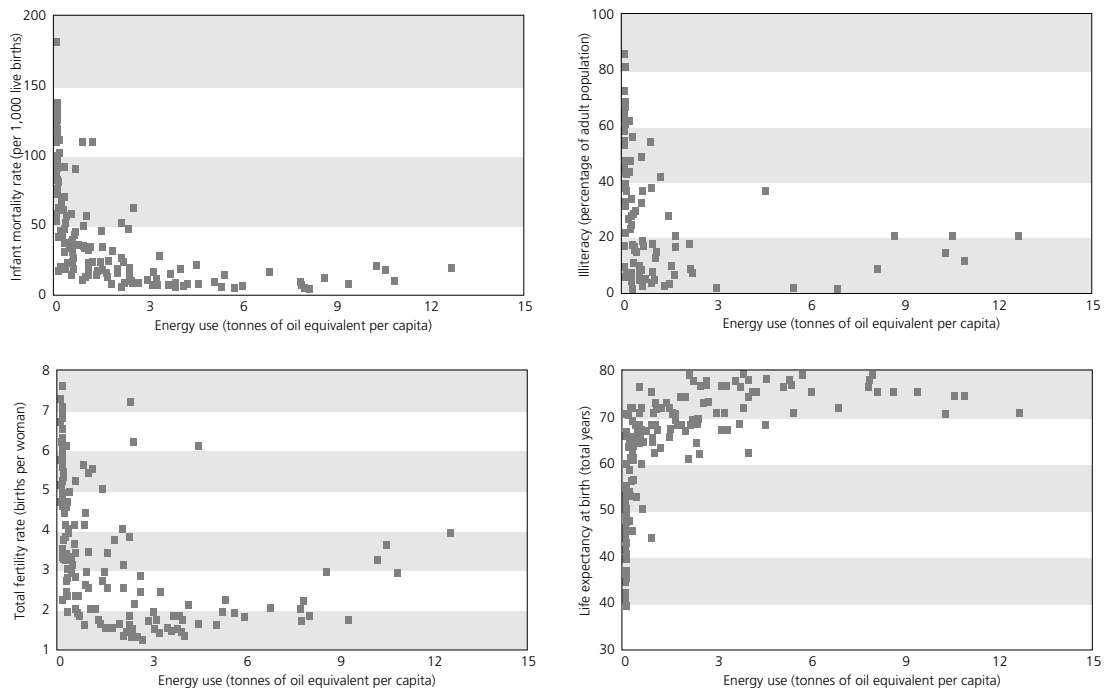 200
150
100
50
0
Infant mortality rate (per 1,000 live births)
0 3 6 9 12 15
Energy use (tonnes of oil equivalent per capita)
100
80
60
40
20
0
Illiteracy (percentage of adult population)
0 3 6 9 12 15
Energy use (tonnes of oil equivalent per capita)
8
7
6
5
4
3
2
1
Total fertility rate (births per woman)
0 3 6 9 12 15
Energy use (tonnes of oil equivalent per capita)
80
70
60
50
40
40
30
Life expectancy at birth (total years)
0 3 6 9 12 15
Energy use (tonnes of oil equivalent per capita)